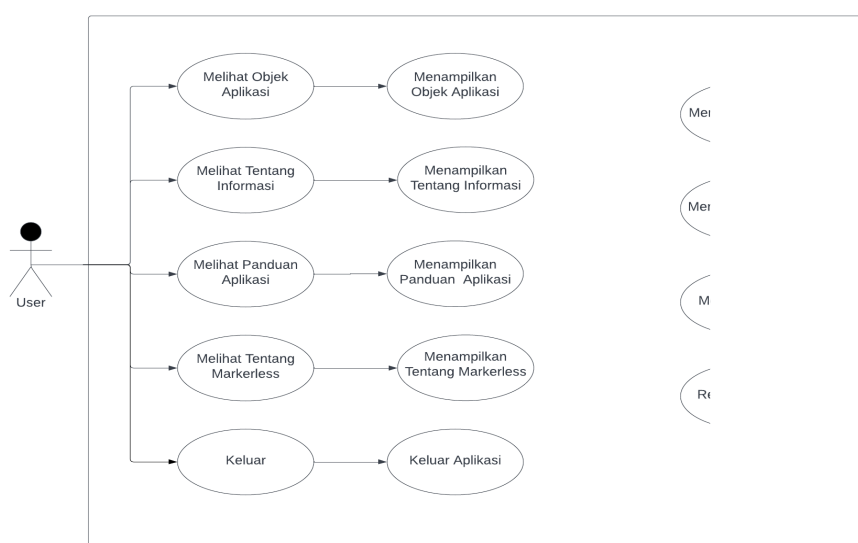 Melihat Objek
Aplikasi
Menampilkan
Objek Aplikasi
Melihat Tentang
Informasi
Menampilkan
Tentang Informasi
User
Melihat Panduan
Aplikasi
Menampilkan
Panduan Aplikasi
Melihat Tentang
Markerless
Menampilkan
Tentang Markerless
Keluar
Keluar Aplikasi